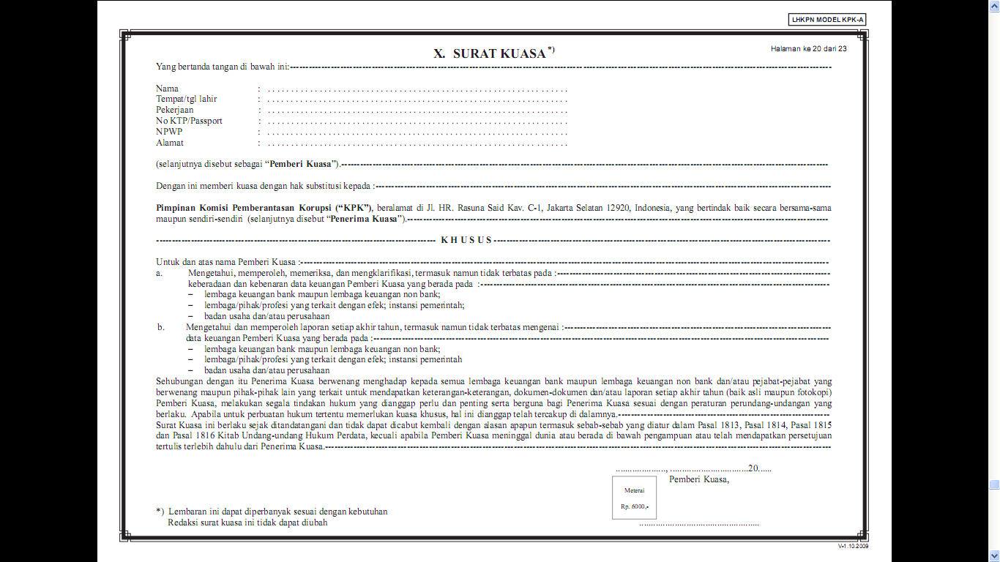 LHKPN MODEL KPK-A
Halaman ke 20 dari 23
X. SURAT KUASA *)
Yang bertanda tangan di bawah ini:--------------------------------------------------
Nama : ..................................................
Tempat/tgl lahir : ..................................................
Pekerjaan : ..................................................
No KTP/Passport : ..................................................
NPWP : ..................................................
Alamat : ..................................................
(selanjutnya disebut sebagai “Pemberi Kuasa”).--------------------------------------------------
Dengan ini memberi kuasa dengan hak substitusi kepada :--------------------------------------------------
Pimpinan Komisi Pemberantasan Korupsi (“KPK”), beralamat di Jl. HR. Rasuna Said Kav. C-1, Jakarta Selatan 12920, Indonesia, yang bertindak baik secara bersama-sama
maupun sendiri-sendiri (selanjutnya disebut “Penerima Kuasa”).--------------------------------------------------
-------------------------------------------------- K H U S U S --------------------------------------------------
Untuk dan atas nama Pemberi Kuasa :--------------------------------------------------
a. Mengetahui, memperoleh, memeriksa, dan mengklarifikasi, termasuk namun tidak terbatas pada :--------------------------------------------------
keberadaan dan kebenaran data keuangan Pemberi Kuasa yang berada pada :--------------------------------------------------
– lembaga keuangan bank maupun lembaga keuangan non bank;
– lembaga/pihak/profesi yang terkait dengan efek; instansi pemerintah;
– badan usaha dan/atau perusahaan
b. Mengetahui dan memperoleh laporan setiap akhir tahun, termasuk namun tidak terbatas mengenai :--------------------------------------------------
data keuangan Pemberi Kuasa yang berada pada :--------------------------------------------------
– lembaga keuangan bank maupun lembaga keuangan non bank;
– lembaga/pihak/profesi yang terkait dengan efek; instansi pemerintah
– badan usaha dan/atau perusahaan
Sehubungan dengan itu Penerima Kuasa berwenang menghadap kepada semua lembaga keuangan bank maupun lembaga keuangan non bank dan/atau pejabat-pejabat yang
berwenang maupun pihak-pihak lain yang terkait untuk mendapatkan keterangan-keterangan, dokumen-dokumen dan/atau laporan setiap akhir tahun (baik asli maupun fotokopi)
Pemberi Kuasa, melakukan segala tindakan hukum yang dianggap perlu dan penting serta berguna bagi Penerima Kuasa sesuai dengan peraturan perundang-undangan yang
berlaku. Apabila untuk perbuatan hukum tertentu memerlukan kuasa khusus, hal ini dianggap telah tercakup di dalamnya.--------------------------------------------------
Surat Kuasa ini berlaku sejak ditandatangani dan tidak dapat dicabut kembali dengan alasan apapun termasuk sebab-sebab yang diatur dalam Pasal 1813, Pasal 1814, Pasal 1815
dan Pasal 1816 Kitab Undang-undang Hukum Perdata, kecuali apabila Pemberi Kuasa meninggal dunia atau berada di bawah pengampuan atau telah mendapatkan persetujuan
tertulis terlebih dahulu dari Penerima Kuasa.--------------------------------------------------
....................., .................................20......
Pemberi Kuasa,
Meterai
Rp. 6000,-
..................................................
*) Lembaran ini dapat diperbanyak sesuai dengan kebutuhan
Redaksi surat kuasa ini tidak dapat diubah
V-1.10.2009